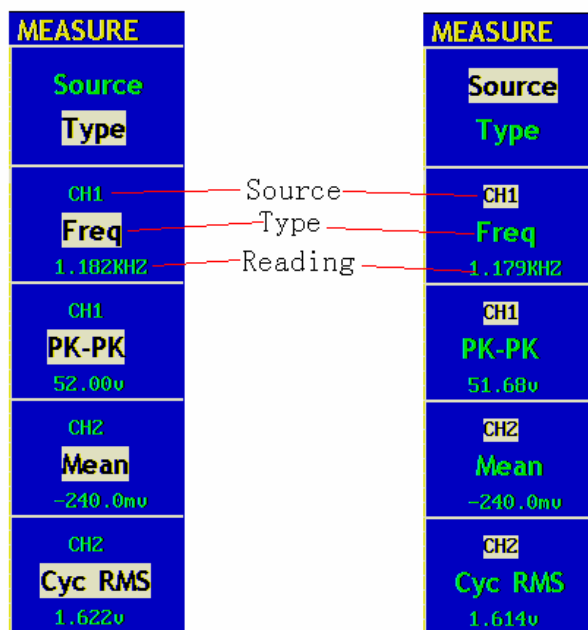 MEASURE
Source
Type
CH1
Freq
1.182KHZ
CH1
PK-PK
52.00v
CH2
Mean
-240.0mv
CH2
Cyc RMS
1.622v
Source
Type
Reading
MEASURE
Source
Type
CH1
Freq
1.179KHZ
CH1
PK-PK
51.68v
CH2
Mean
-240.0mv
CH2
Cyc RMS
1.614v